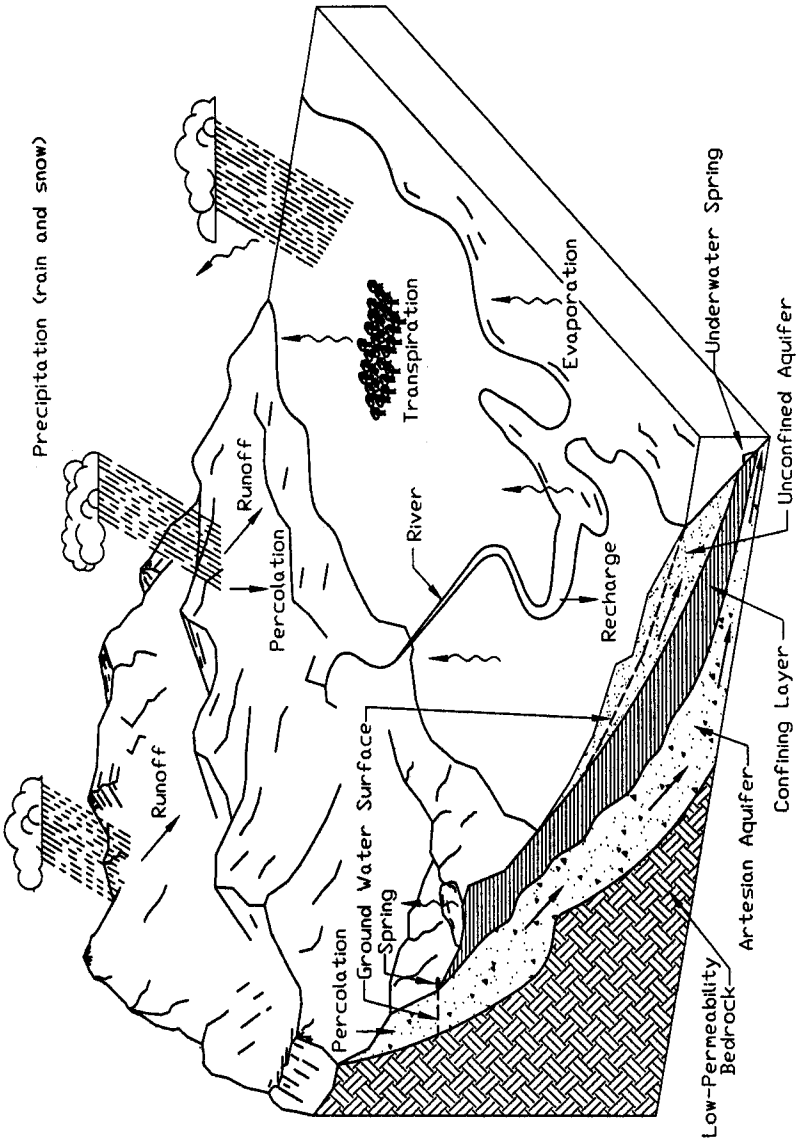 Precipitation (rain and snow)
Runoff
Runoff
Percolation
River
Transpiration
Evaporation
Recharge
Percolation
Ground Water Surface
Spring
Underwater Spring
Unconfined Aquifer
Confining Layer
Artesian Aquifer
Low-Permeability
Bedrock